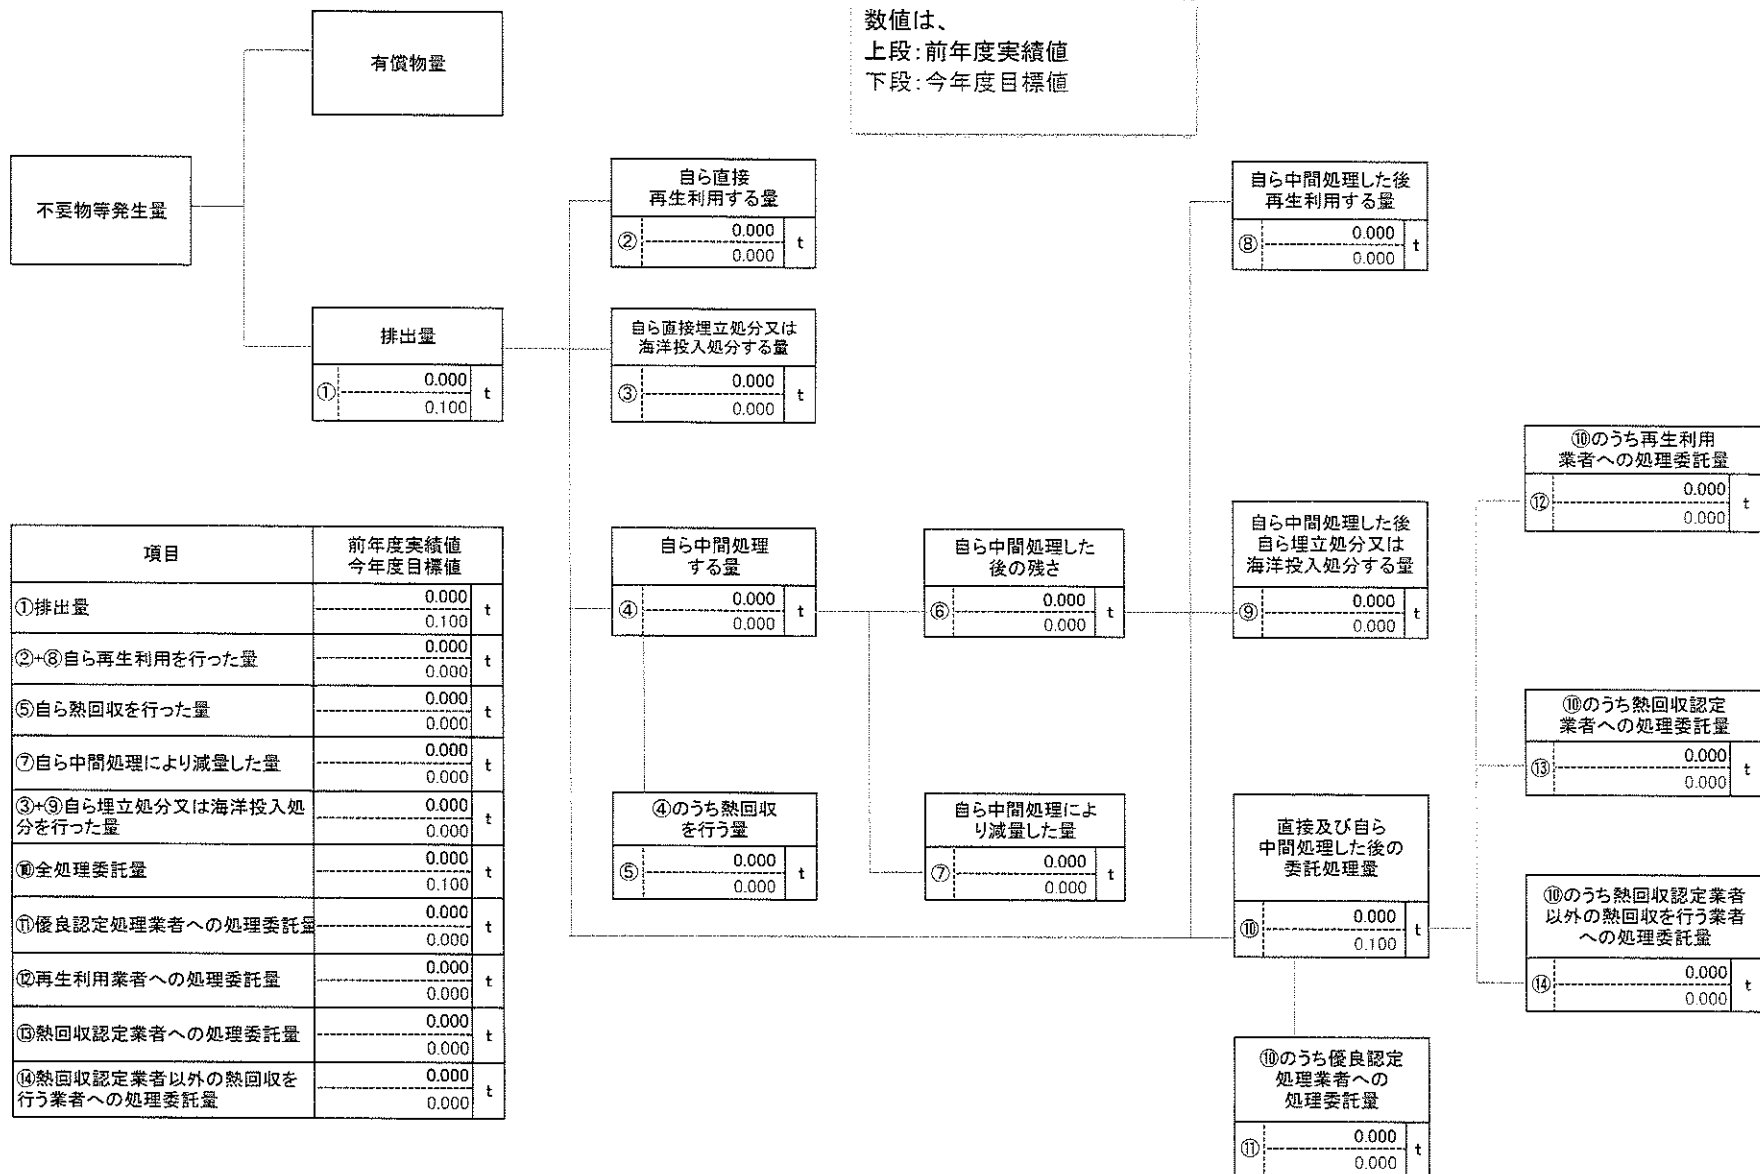 数値は、
上段:前年度実績値
下段:今年度目標値
有償物量
不要物等発生量
排出量
①
0.000
0.100
t
自ら直接
再生利用する量
②
0.000
0.000
t
自ら直接埋立処分又は
海洋投入処分する量
③
0.000
0.000
t
自ら中間処理
する量
④
0.000
0.000
t
④のうち熱回収
を行う量
⑤
0.000
0.000
t
自ら中間処理した
後の残さ
⑥
0.000
0.000
t
自ら中間処理によ
り減量した量
⑦
0.000
0.000
t
自ら中間処理した後
再生利用する量
⑧
0.000
0.000
t
自ら中間処理した後
自ら埋立処分又は
海洋投入処分する量
⑨
0.000
0.000
t
直接及び自ら
中間処理した後の
委託処理量
⑩
0.000
0.100
t
⑩のうち優良認定
処理業者への
処理委託量
⑪
0.000
0.000
t
⑩のうち再生利用
業者への処理委託量
⑫
0.000
0.000
t
⑩のうち熱回収認定
業者への処理委託量
⑬
0.000
0.000
t
⑩のうち熱回収認定業者
以外の熱回収を行う業者
への処理委託量
⑭
0.000
0.000
t
項目
前年度実績値
今年度目標値
①排出量
0.000
0.100
t
②+⑧自ら再生利用を行った量
0.000
0.000
t
⑤自ら熱回収を行った量
0.000
0.000
t
⑦自ら中間処理により減量した量
0.000
0.000
t
③+⑨自ら埋立処分又は海洋投入処
分を行った量
0.000
0.000
t
⑩全処理委託量
0.000
0.100
t
⑪優良認定処理業者への処理委託量
0.000
0.000
t
⑫再生利用業者への処理委託量
0.000
0.000
t
⑬熱回収認定業者への処理委託量
0.000
0.000
t
⑭熱回収認定業者以外の熱回収を
行う業者への処理委託量
0.000
0.000
t